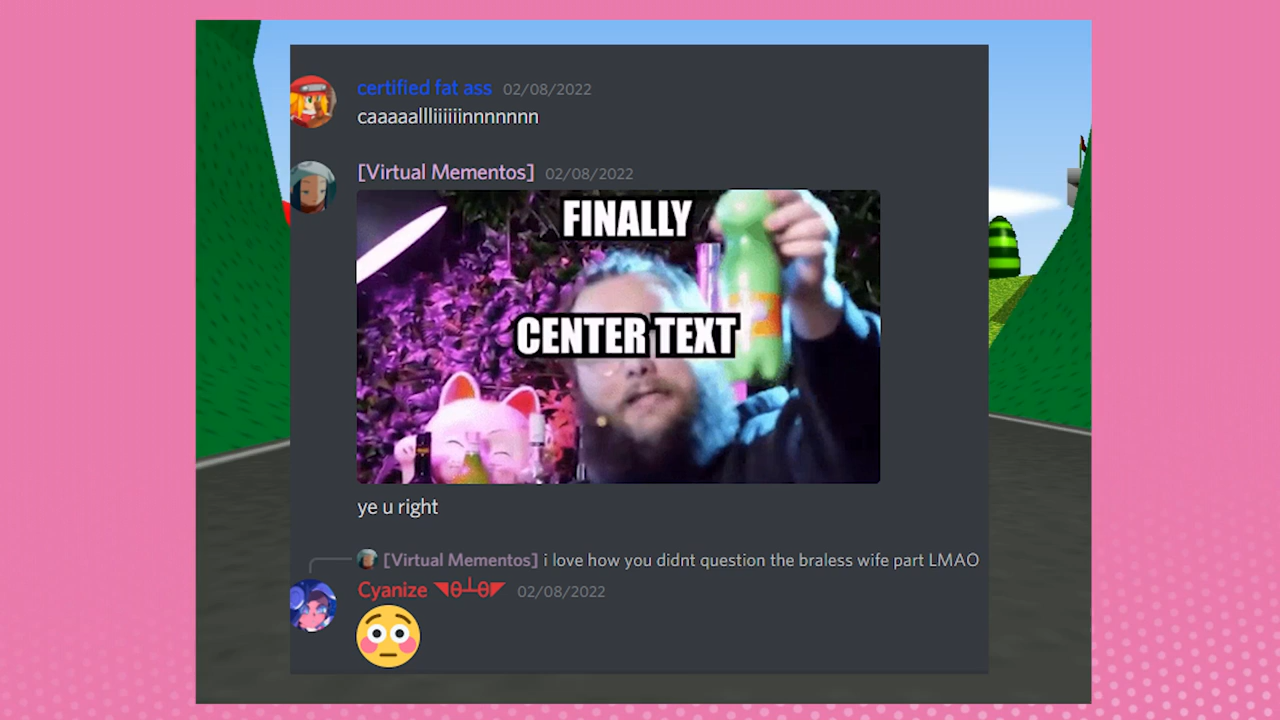 certified fat ass 02/08/2022
caaaaallliiiiiinnnnnnn
[Virtual Mementos] 02/08/2022
FINALLY
CENTER TEXT
ye u right
[Virtual Mementos] i love how you didnt question the braless wife part LMAO
Cyanize ◥θ┴θ◤ 02/08/2022